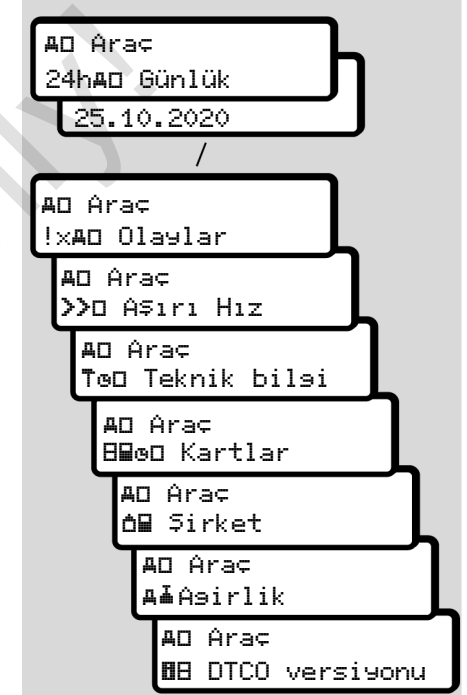 Araç
24h Günlük
25.10.2020
/
Araç
!x Olaylar
Araç
>> Aşırı Hız
Araç
Teknik bilgi
Araç
Kartlar
Araç
Şirket
Araç
Agirlik
Araç
DTCO versiyonu